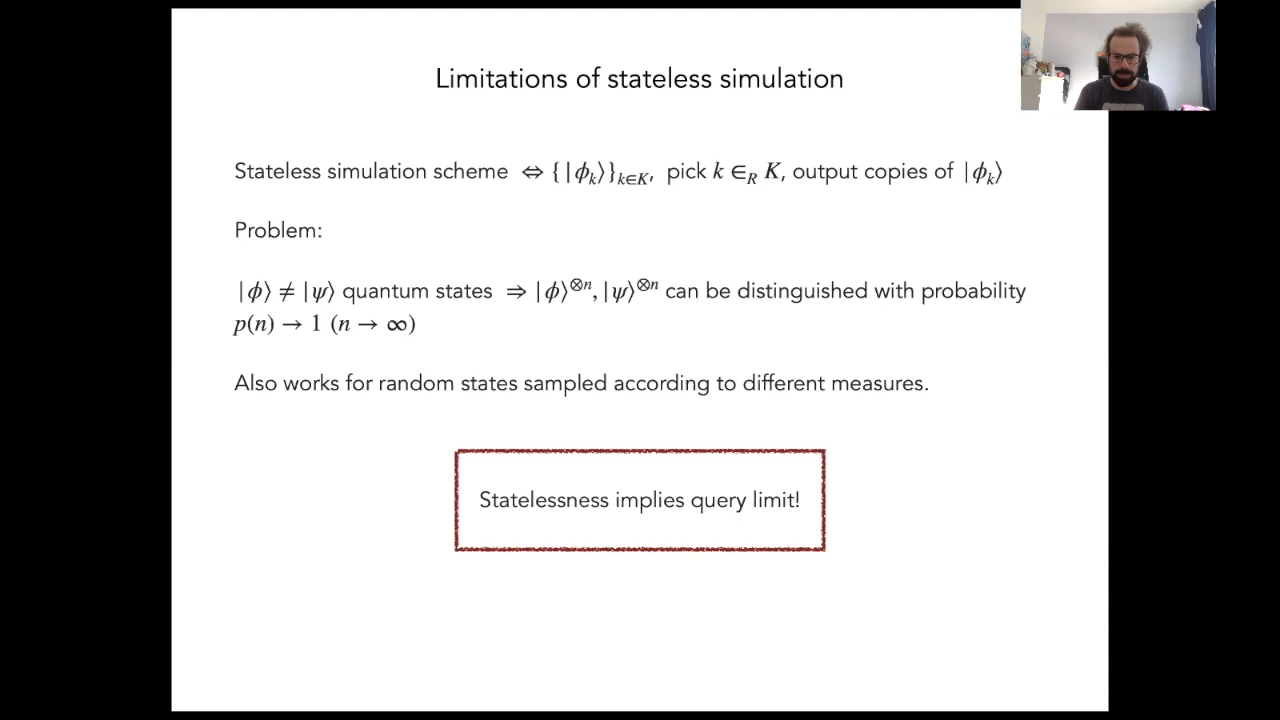 Limitations of stateless simulation
Stateless simulation scheme ⇔ {|ϕ_k⟩}_{k∈K}, pick k ∈_R K, output copies of |ϕ_k⟩
Problem:
|ϕ⟩ ≠ |ψ⟩ quantum states ⇒ |ϕ⟩^{⊗n}, |ψ⟩^{⊗n} can be distinguished with probability
p(n) → 1 (n → ∞)
Also works for random states sampled according to different measures.
Statelessness implies query limit!